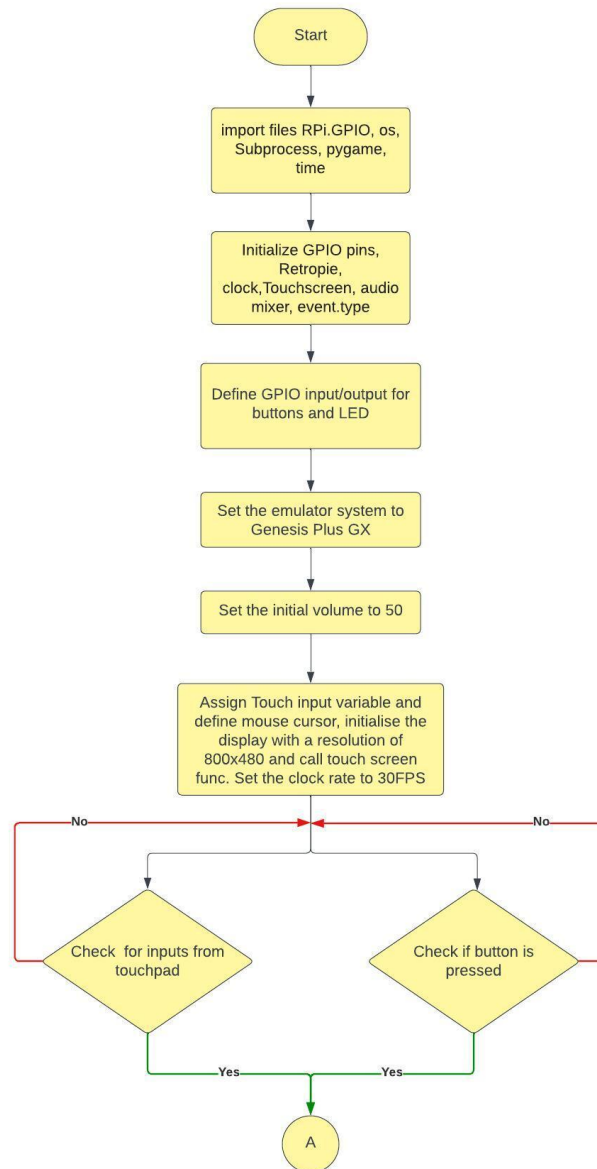 Start
import files RPi.GPIO, os,
Subprocess, pygame,
time
Initialize GPIO pins,
Retropie,
clock,Touchscreen, audio
mixer, event.type
Define GPIO input/output for
buttons and LED
Set the emulator system to
Genesis Plus GX
Set the initial volume to 50
Assign Touch input variable and
define mouse cursor, initialise the
display with a resolution of
800x480 and call touch screen
func. Set the clock rate to 30FPS
No
No
Check for inputs from
touchpad
Check if button is
pressed
Yes
Yes
A